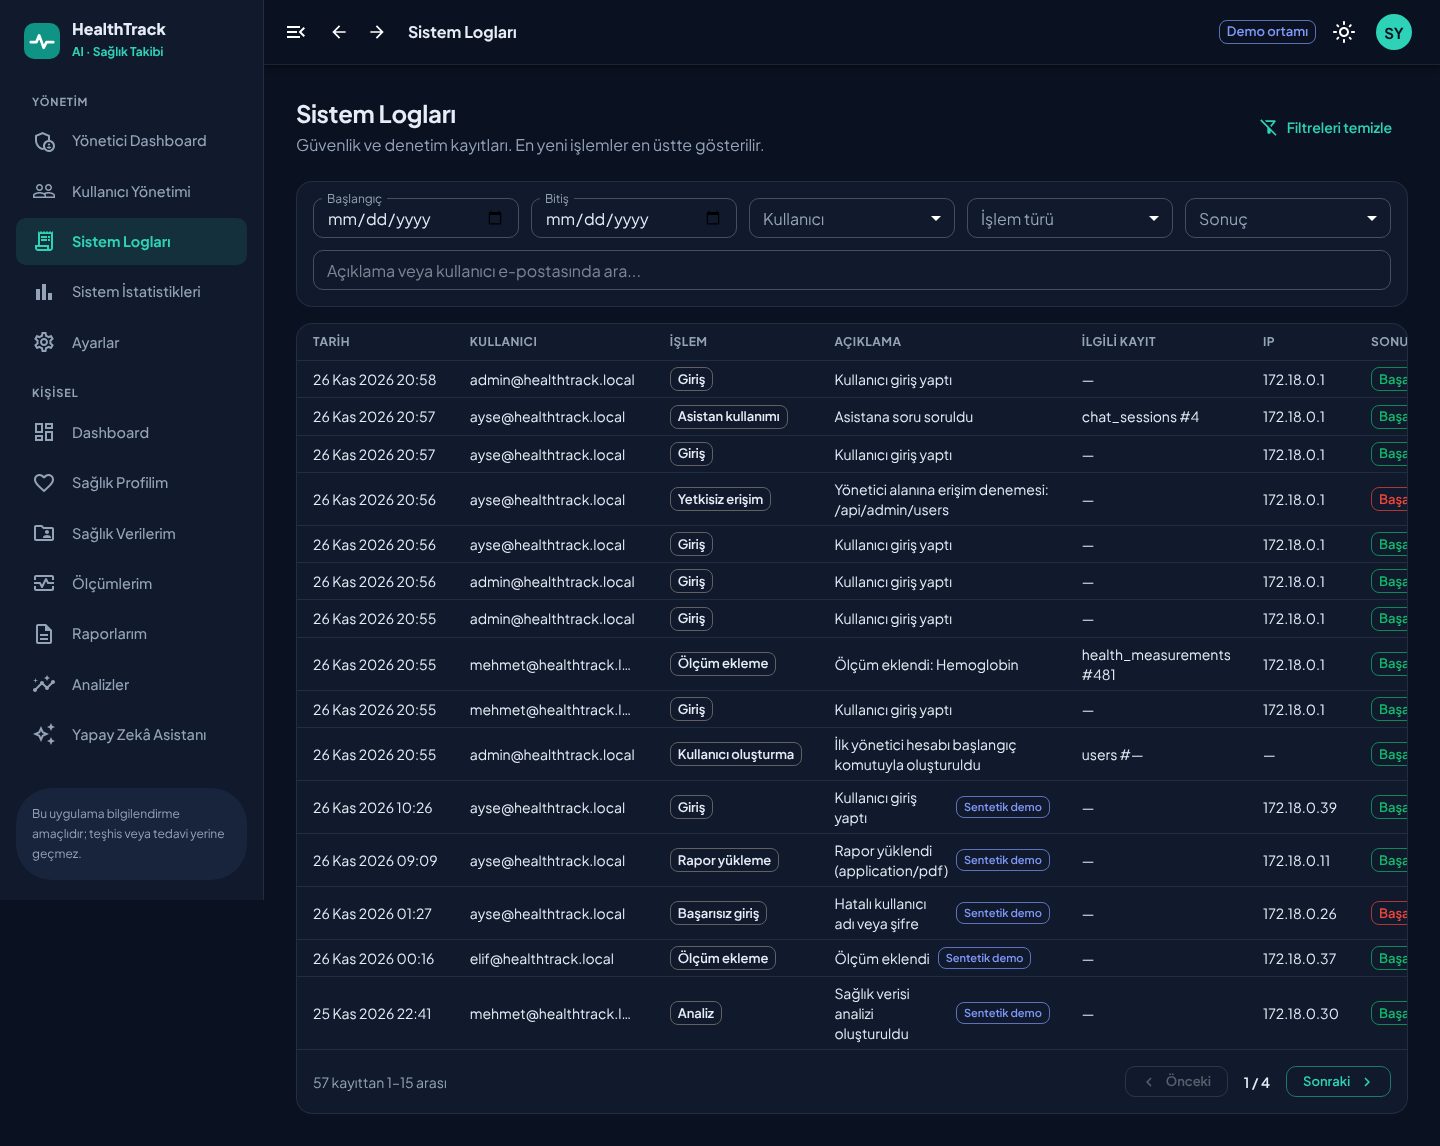 HealthTrack
AI · Sağlık Takibi
YÖNETİM
Yönetici Dashboard
Kullanıcı Yönetimi
Sistem Logları
Sistem İstatistikleri
Ayarlar
KİŞİSEL
Dashboard
Sağlık Profilim
Sağlık Verilerim
Ölçümlerim
Raporlarım
Analizler
Yapay Zekâ Asistanı
Bu uygulama bilgilendirme
amaçlıdır; teşhis veya tedavi yerine
geçmez.
Sistem Logları
Demo ortamı
SY
Sistem Logları
Güvenlik ve denetim kayıtları. En yeni işlemler en üstte gösterilir.
Filtreleri temizle
Başlangıç
mm/dd/yyyy
Bitiş
mm/dd/yyyy
Kullanıcı
İşlem türü
Sonuç
Açıklama veya kullanıcı e-postasında ara...
TARİH KULLANICI İŞLEM AÇIKLAMA İLGİLİ KAYIT IP SONU
26 Kas 2026 20:58 admin@healthtrack.local Giriş Kullanıcı giriş yaptı — 172.18.0.1 Başa
26 Kas 2026 20:57 ayse@healthtrack.local Asistan kullanımı Asistana soru soruldu chat_sessions #4 172.18.0.1 Başa
26 Kas 2026 20:57 ayse@healthtrack.local Giriş Kullanıcı giriş yaptı — 172.18.0.1 Başa
26 Kas 2026 20:56 ayse@healthtrack.local Yetkisiz erişim Yönetici alanına erişim denemesi:
/api/admin/users — 172.18.0.1 Başa
26 Kas 2026 20:56 ayse@healthtrack.local Giriş Kullanıcı giriş yaptı — 172.18.0.1 Başa
26 Kas 2026 20:56 admin@healthtrack.local Giriş Kullanıcı giriş yaptı — 172.18.0.1 Başa
26 Kas 2026 20:55 admin@healthtrack.local Giriş Kullanıcı giriş yaptı — 172.18.0.1 Başa
26 Kas 2026 20:55 mehmet@healthtrack.l... Ölçüm ekleme Ölçüm eklendi: Hemoglobin health_measurements
#481 172.18.0.1 Başa
26 Kas 2026 20:55 mehmet@healthtrack.l... Giriş Kullanıcı giriş yaptı — 172.18.0.1 Başa
26 Kas 2026 20:55 admin@healthtrack.local Kullanıcı oluşturma İlk yönetici hesabı başlangıç
komutuyla oluşturuldu users #— — Başa
26 Kas 2026 10:26 ayse@healthtrack.local Giriş Kullanıcı giriş
yaptı Sentetik demo — 172.18.0.39 Başa
26 Kas 2026 09:09 ayse@healthtrack.local Rapor yükleme Rapor yüklendi
(application/pdf) Sentetik demo — 172.18.0.11 Başa
26 Kas 2026 01:27 ayse@healthtrack.local Başarısız giriş Hatalı kullanıcı
adı veya şifre Sentetik demo — 172.18.0.26 Başa
26 Kas 2026 00:16 elif@healthtrack.local Ölçüm ekleme Ölçüm eklendi Sentetik demo — 172.18.0.37 Başa
25 Kas 2026 22:41 mehmet@healthtrack.l... Analiz Sağlık verisi
analizi
oluşturuldu Sentetik demo — 172.18.0.30 Başa
57 kayıttan 1–15 arası
Önceki
1 / 4
Sonraki